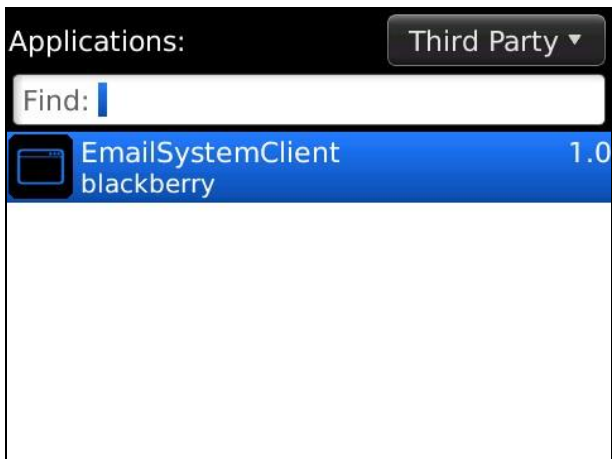 Applications: Third Party
Find:
EmailSystemClient 1.0
blackberry